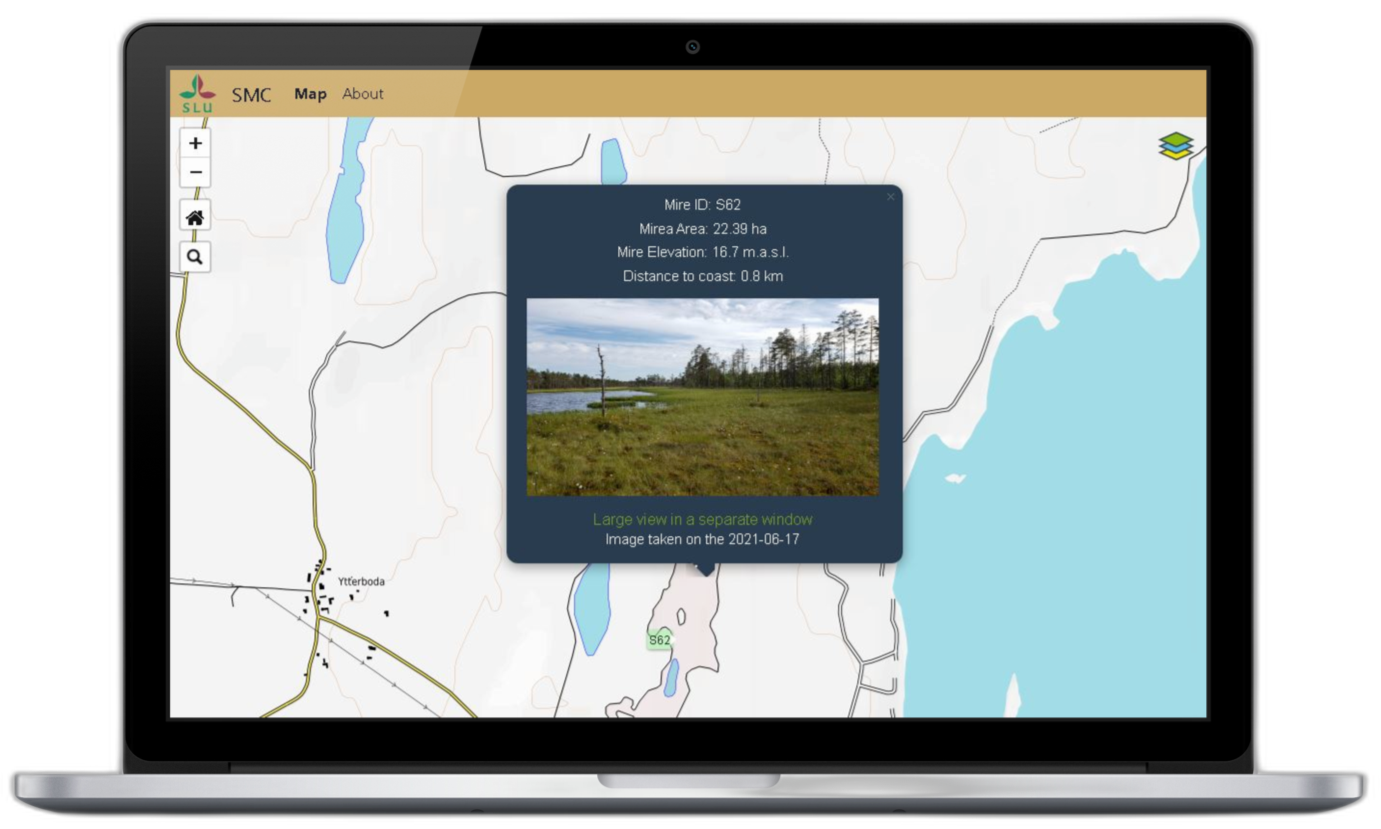 SLU
SMC Map About
+
−
Mire ID: S62
Mirea Area: 22.39 ha
Mire Elevation: 16.7 m.a.s.l.
Distance to coast: 0.8 km
Large view in a separate window
Image taken on the 2021-06-17
Ytterboda
S62